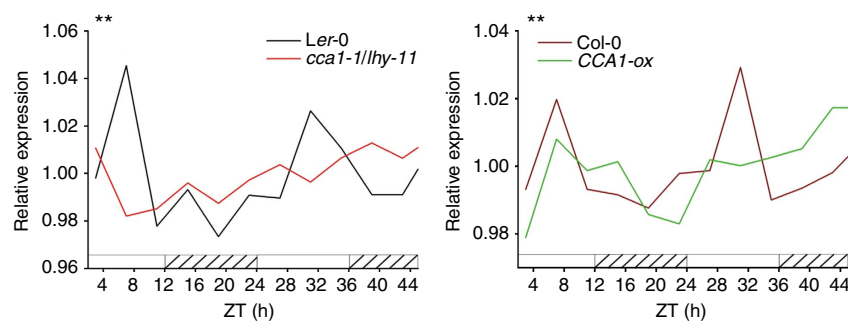 **
Ler-0
cca1-1/lhy-11
Relative expression
1.06
1.04
1.02
1.00
0.98
0.96
4 8 12 16 20 24 28 32 36 40 44
ZT (h)
**
Col-0
CCA1-ox
Relative expression
1.04
1.02
1.00
0.98
4 8 12 16 20 24 28 32 36 40 44
ZT (h)